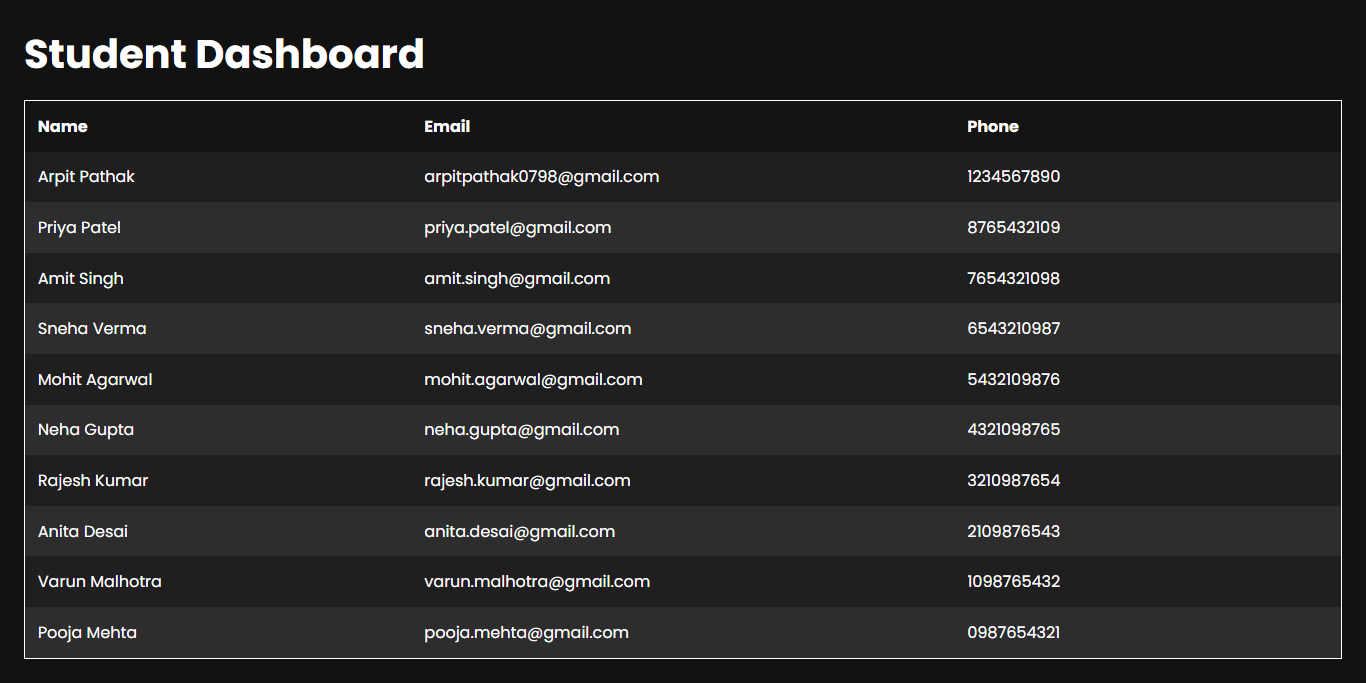 Student Dashboard
Name Email Phone
Arpit Pathak arpitpathak0798@gmail.com 1234567890
Priya Patel priya.patel@gmail.com 8765432109
Amit Singh amit.singh@gmail.com 7654321098
Sneha Verma sneha.verma@gmail.com 6543210987
Mohit Agarwal mohit.agarwal@gmail.com 5432109876
Neha Gupta neha.gupta@gmail.com 4321098765
Rajesh Kumar rajesh.kumar@gmail.com 3210987654
Anita Desai anita.desai@gmail.com 2109876543
Varun Malhotra varun.malhotra@gmail.com 1098765432
Pooja Mehta pooja.mehta@gmail.com 0987654321